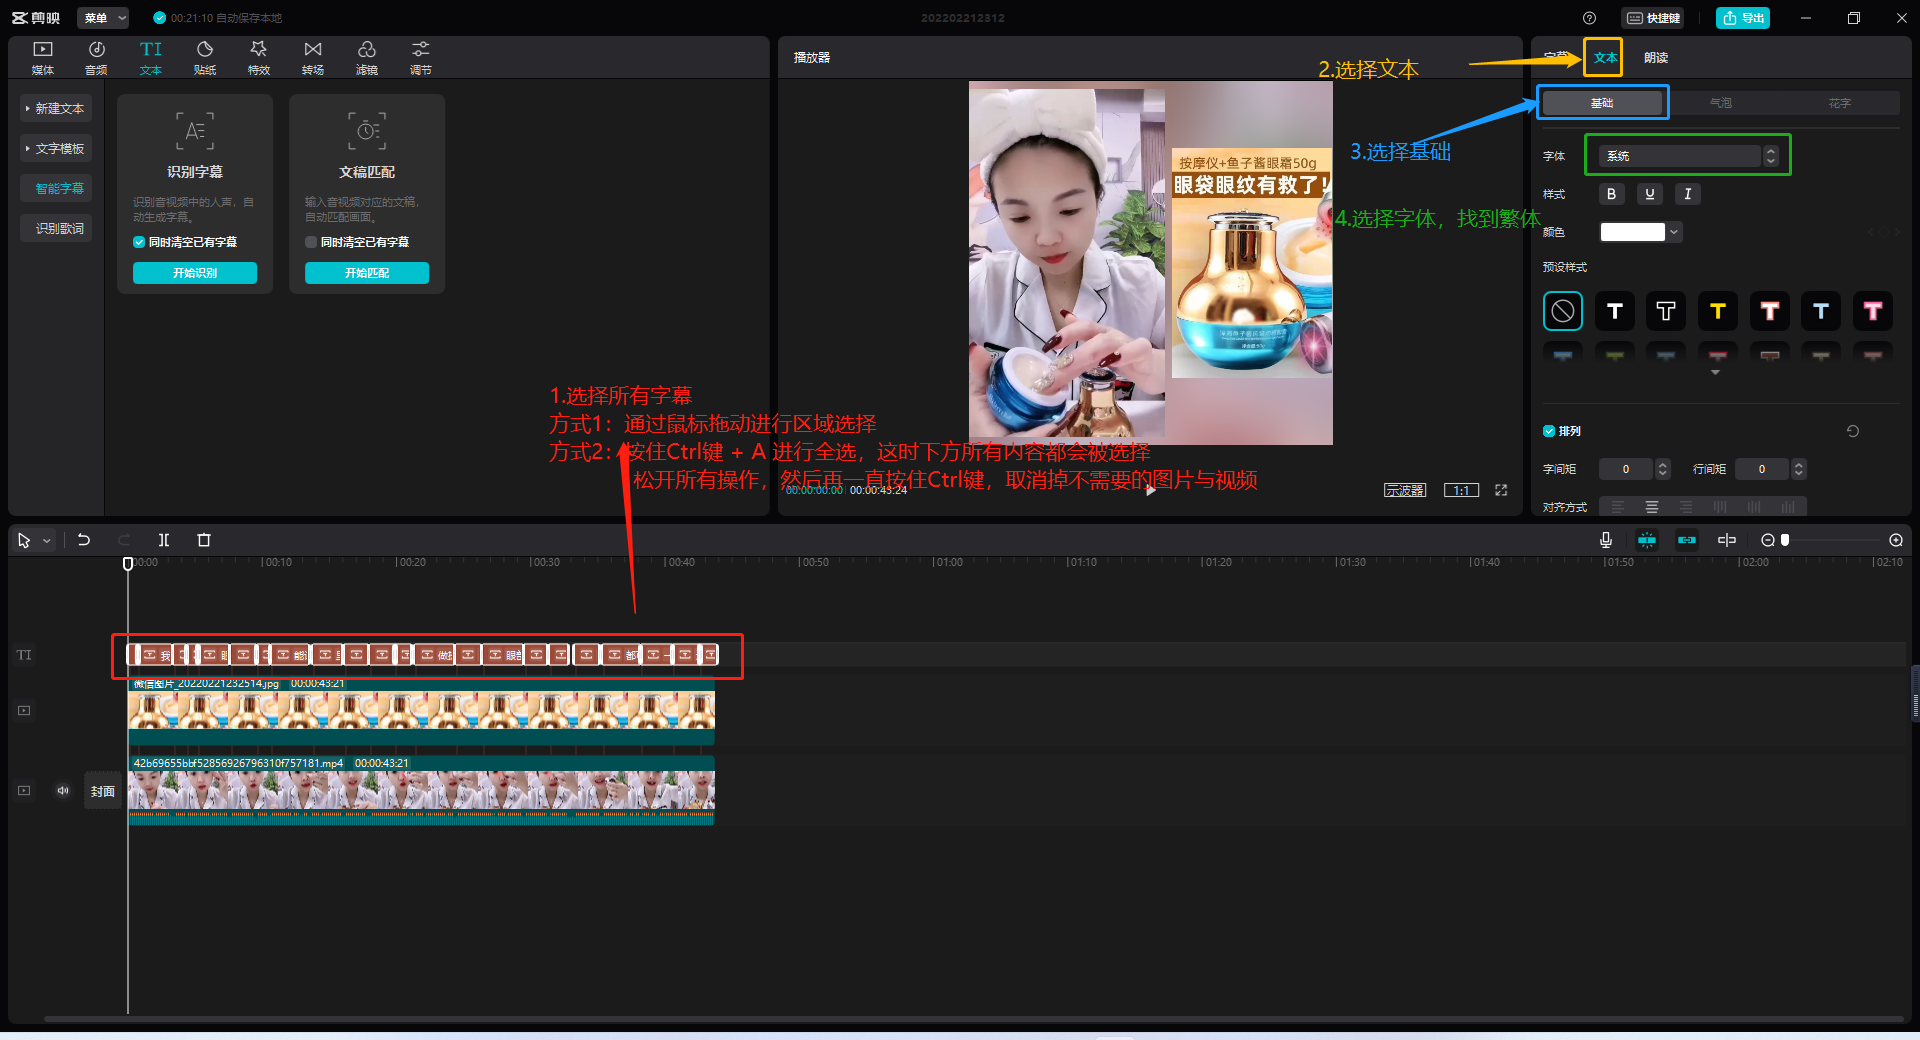 剪映
菜单
00:21:10 自动保存本地
202202212312
快捷键
导出
媒体
音频
TI
文本
贴纸
特效
转场
滤镜
调节
新建文本
文字模板
智能字幕
识别歌词
识别字幕
识别音视频中的人声，自
动生成字幕。
同时清空已有字幕
开始识别
文稿匹配
输入音视频对应的文稿，
自动匹配画面。
同时清空已有字幕
开始匹配
播放器
按摩仪+鱼子酱眼霜50g
眼袋眼纹有救了!
00:00:00:00 00:00:43:24
示波器
1:1
字幕
文本
朗读
2.选择文本
基础
气泡
花字
3.选择基础
字体
系统
样式
B U I
4.选择字体，找到繁体
颜色
预设样式
排列
字间距
0
行间距
0
对齐方式
1.选择所有字幕
方式1：通过鼠标拖动进行区域选择
方式2：按住Ctrl键 + A 进行全选，这时下方所有内容都会被选择
松开所有操作，然后再一直按住Ctrl键，取消掉不需要的图片与视频
00:00 00:10 00:20 00:30 00:40 00:50 01:00 01:10 01:20 01:30 01:40 01:50 02:00 02:10
TI
我
眼
能
做
眼
都
一
微信图片_20220221232514.jpg 00:00:43:21
42b69655bbf52856926796310f757181.mp4 00:00:43:21
封面